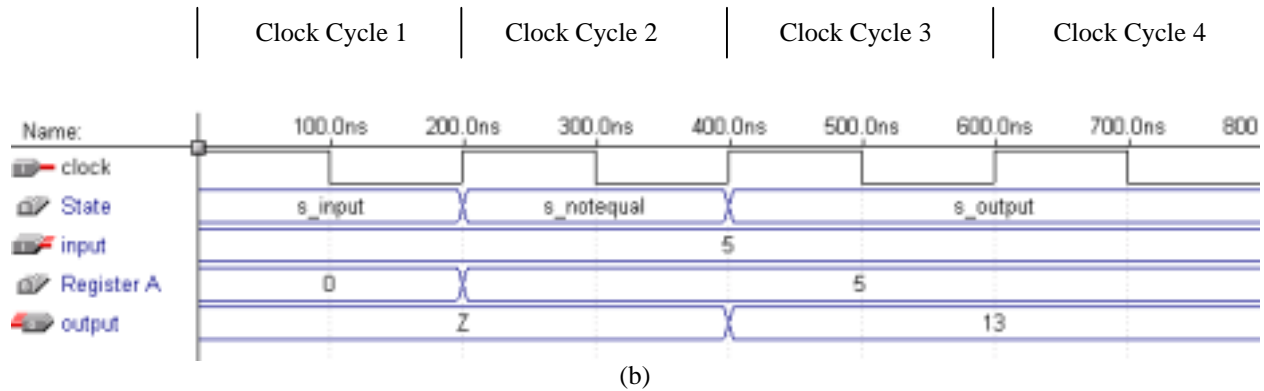 Clock Cycle 1 Clock Cycle 2 Clock Cycle 3 Clock Cycle 4
Name: 100.0ns 200.0ns 300.0ns 400.0ns 500.0ns 600.0ns 700.0ns 800
clock
State s_input s_notequal s_output
input 5
Register A 0 5
output Z 13
(b)